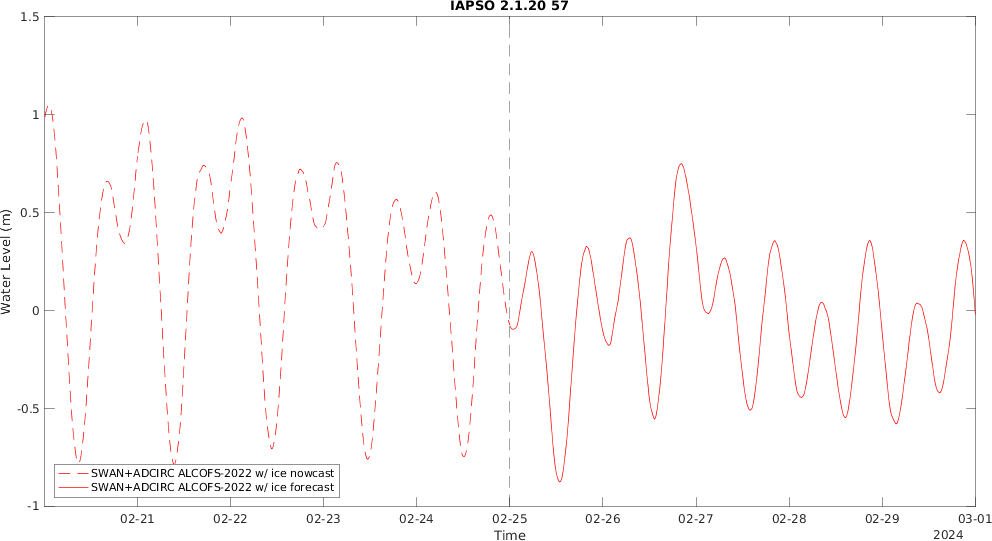 IAPSO 2.1.20 57
1.5
1
0.5
0
-0.5
-1
Water Level (m)
SWAN+ADCIRC ALCOFS-2022 w/ ice nowcast
SWAN+ADCIRC ALCOFS-2022 w/ ice forecast
02-21 02-22 02-23 02-24 02-25 02-26 02-27 02-28 02-29 03-01
Time
2024